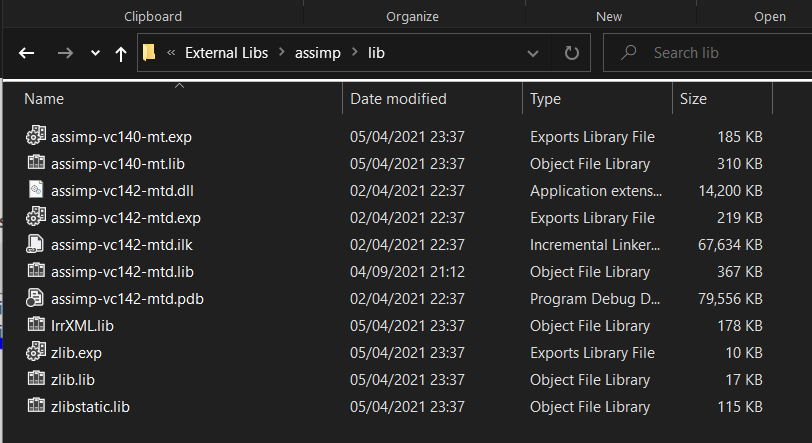 Clipboard Organize New Open
« External Libs > assimp > lib Search lib
Name Date modified Type Size
assimp-vc140-mt.exp 05/04/2021 23:37 Exports Library File 185 KB
assimp-vc140-mt.lib 05/04/2021 23:37 Object File Library 310 KB
assimp-vc142-mtd.dll 02/04/2021 22:37 Application extens... 14,200 KB
assimp-vc142-mtd.exp 02/04/2021 22:37 Exports Library File 219 KB
assimp-vc142-mtd.ilk 02/04/2021 22:37 Incremental Linker... 67,634 KB
assimp-vc142-mtd.lib 04/09/2021 21:12 Object File Library 367 KB
assimp-vc142-mtd.pdb 02/04/2021 22:37 Program Debug D... 79,556 KB
IrrXML.lib 05/04/2021 23:37 Object File Library 178 KB
zlib.exp 05/04/2021 23:37 Exports Library File 10 KB
zlib.lib 05/04/2021 23:37 Object File Library 17 KB
zlibstatic.lib 05/04/2021 23:37 Object File Library 115 KB